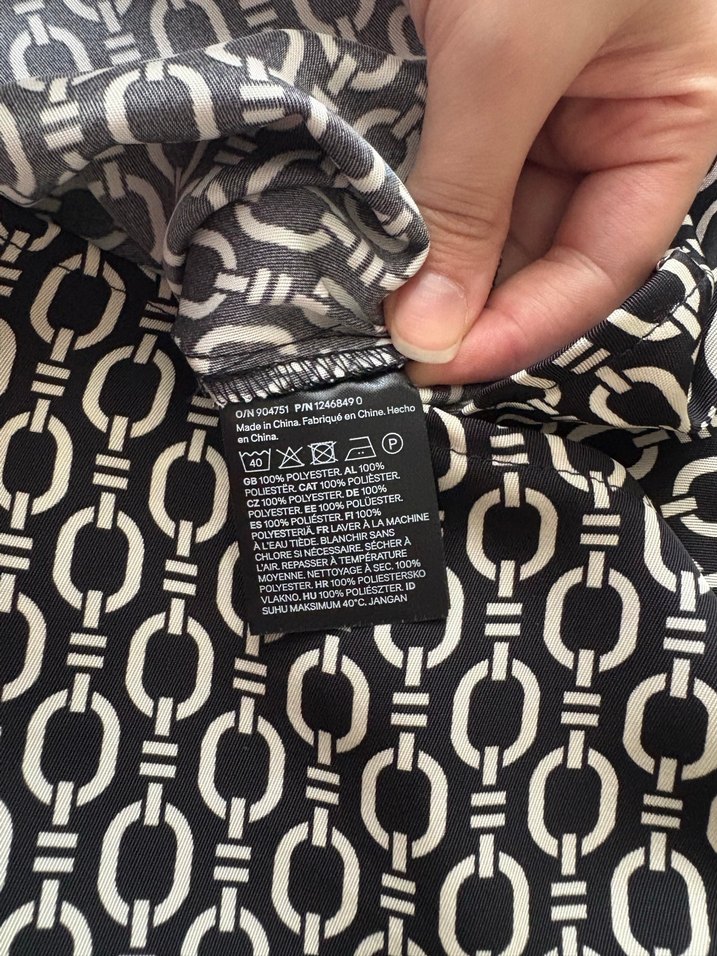 O/N 904751 P/N 1246849 0
Made in China. Fabriqué en Chine. Hecho
en China.
40 P
GB 100% POLYESTER. AL 100%
POLIESTËR. CAT 100% POLIÈSTER.
CZ 100% POLYESTER. DE 100%
POLYESTER. EE 100% POLÜESTER.
ES 100% POLIÉSTER. FI 100%
POLYESTERIÄ. FR LAVER À LA MACHINE
À L'EAU TIÈDE. BLANCHIR SANS
CHLORE SI NÉCESSAIRE. SÉCHER À
L'AIR. REPASSER À TEMPÉRATURE
MOYENNE. NETTOYAGE À SEC. 100%
POLYESTER. HR 100% POLIESTERSKO
VLAKNO. HU 100% POLIÉSZTER. ID
SUHU MAKSIMUM 40°C. JANGAN